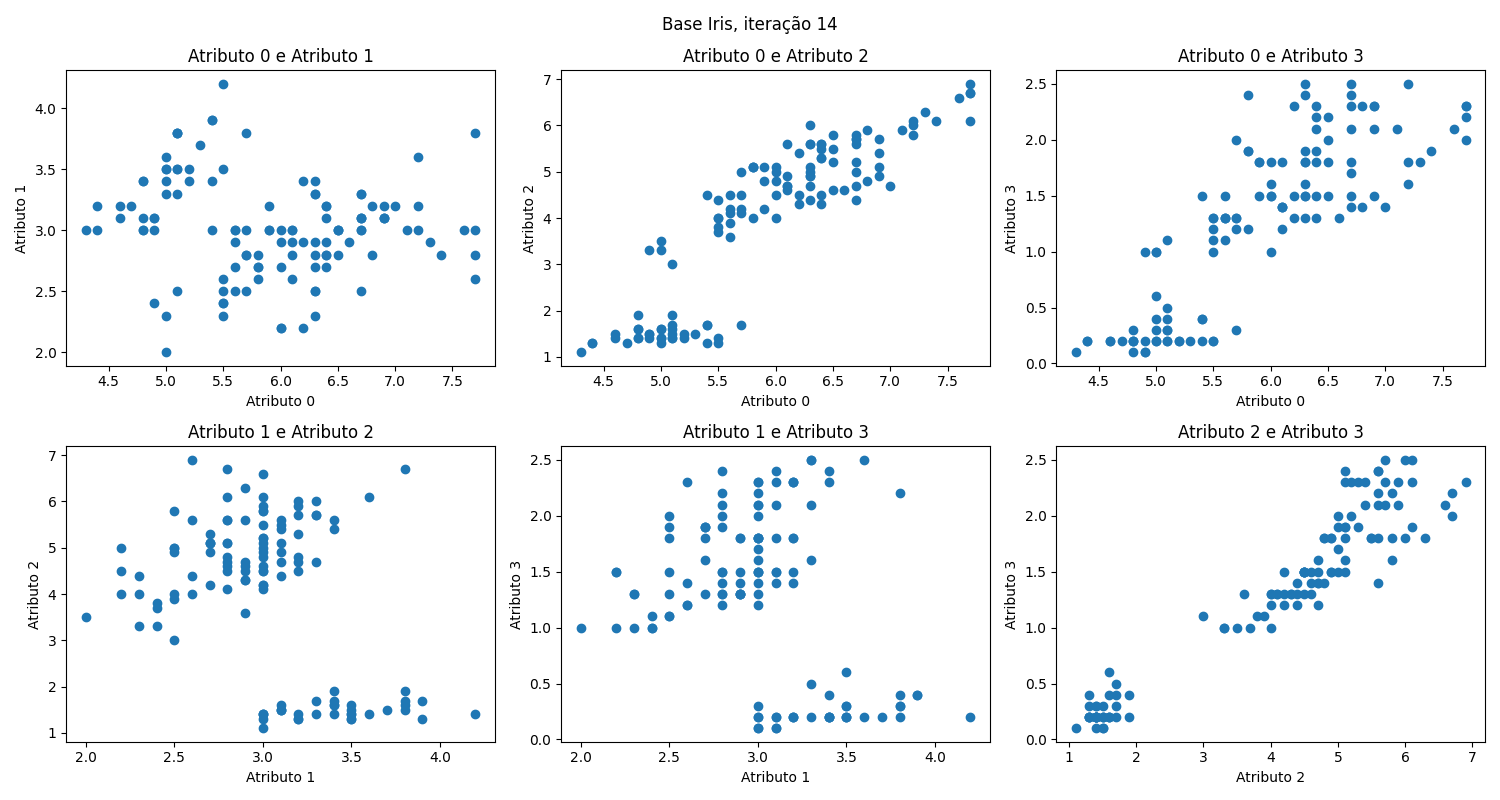 Base Iris, iteração 14
Atributo 0 e Atributo 1
Atributo 0 e Atributo 2
Atributo 0 e Atributo 3
4.0
3.5
3.0
2.5
2.0
Atributo 1
4.5 5.0 5.5 6.0 6.5 7.0 7.5
Atributo 0
7
6
5
4
3
2
1
Atributo 2
4.5 5.0 5.5 6.0 6.5 7.0 7.5
Atributo 0
2.5
2.0
1.5
1.0
0.5
0.0
Atributo 3
4.5 5.0 5.5 6.0 6.5 7.0 7.5
Atributo 0
Atributo 1 e Atributo 2
Atributo 1 e Atributo 3
Atributo 2 e Atributo 3
7
6
5
4
3
2
1
Atributo 2
2.0 2.5 3.0 3.5 4.0
Atributo 1
2.5
2.0
1.5
1.0
0.5
0.0
Atributo 3
2.0 2.5 3.0 3.5 4.0
Atributo 1
2.5
2.0
1.5
1.0
0.5
0.0
Atributo 3
1 2 3 4 5 6 7
Atributo 2